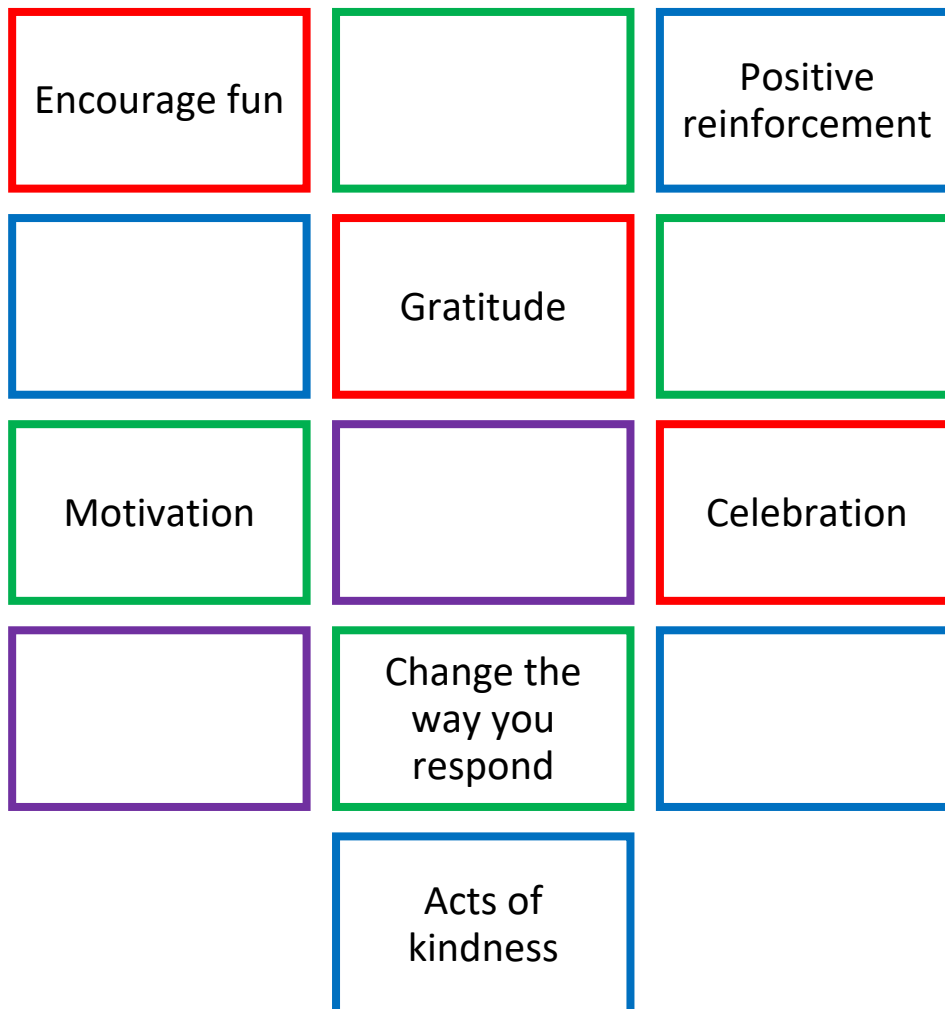 Encourage fun
Positive
reinforcement
Gratitude
Motivation
Celebration
Change the
way you
respond
Acts of
kindness